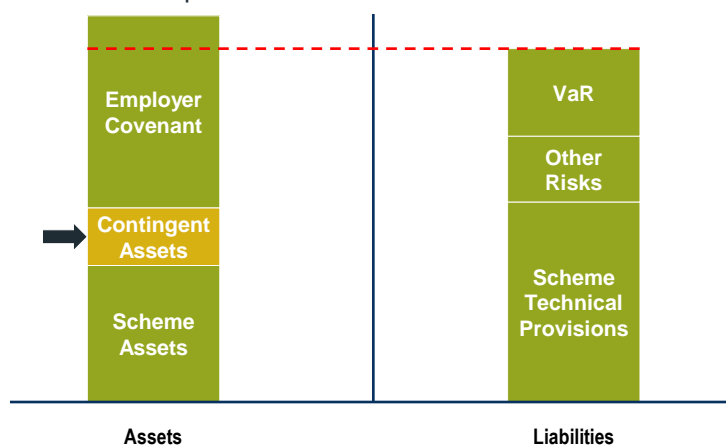 Employer
Covenant
Contingent
Assets
Scheme
Assets
VaR
Other
Risks
Scheme
Technical
Provisions
Assets
Liabilities